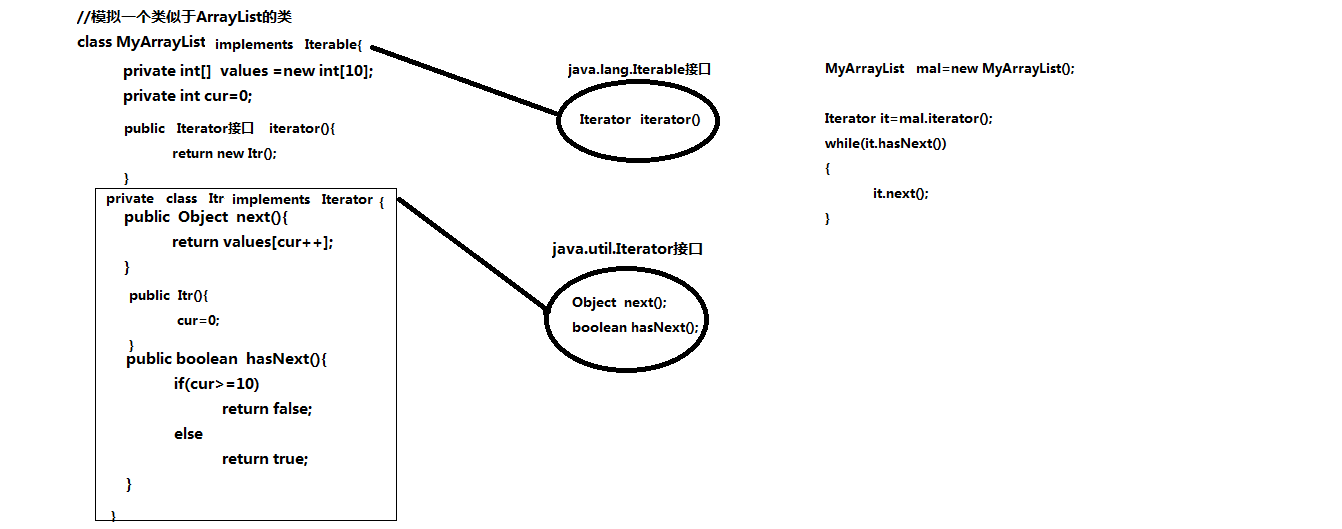 //模拟一个类似于ArrayList的类
class MyArrayList implements Iterable{
private int[] values =new int[10];
private int cur=0;
public Iterator接口 iterator(){
return new Itr();
}
private class Itr implements Iterator {
public Object next(){
return values[cur++];
}
public Itr(){
cur=0;
}
public boolean hasNext(){
if(cur>=10)
return false;
else
return true;
}
}
java.lang.Iterable接口
Iterator iterator()
java.util.Iterator接口
Object next();
boolean hasNext();
MyArrayList mal=new MyArrayList();
Iterator it=mal.iterator();
while(it.hasNext())
{
it.next();
}